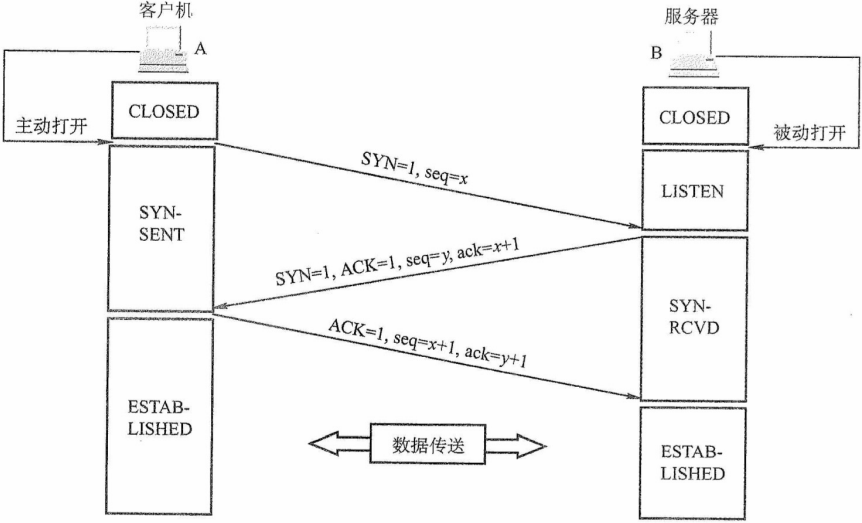 客户机
服务器
A
B
CLOSED
CLOSED
主动打开
被动打开
SYN=1, seq=x
LISTEN
SYN-
SENT
SYN=1, ACK=1, seq=y, ack=x+1
SYN-
RCVD
ACK=1, seq=x+1, ack=y+1
ESTAB-
LISHED
数据传送
ESTAB-
LISHED